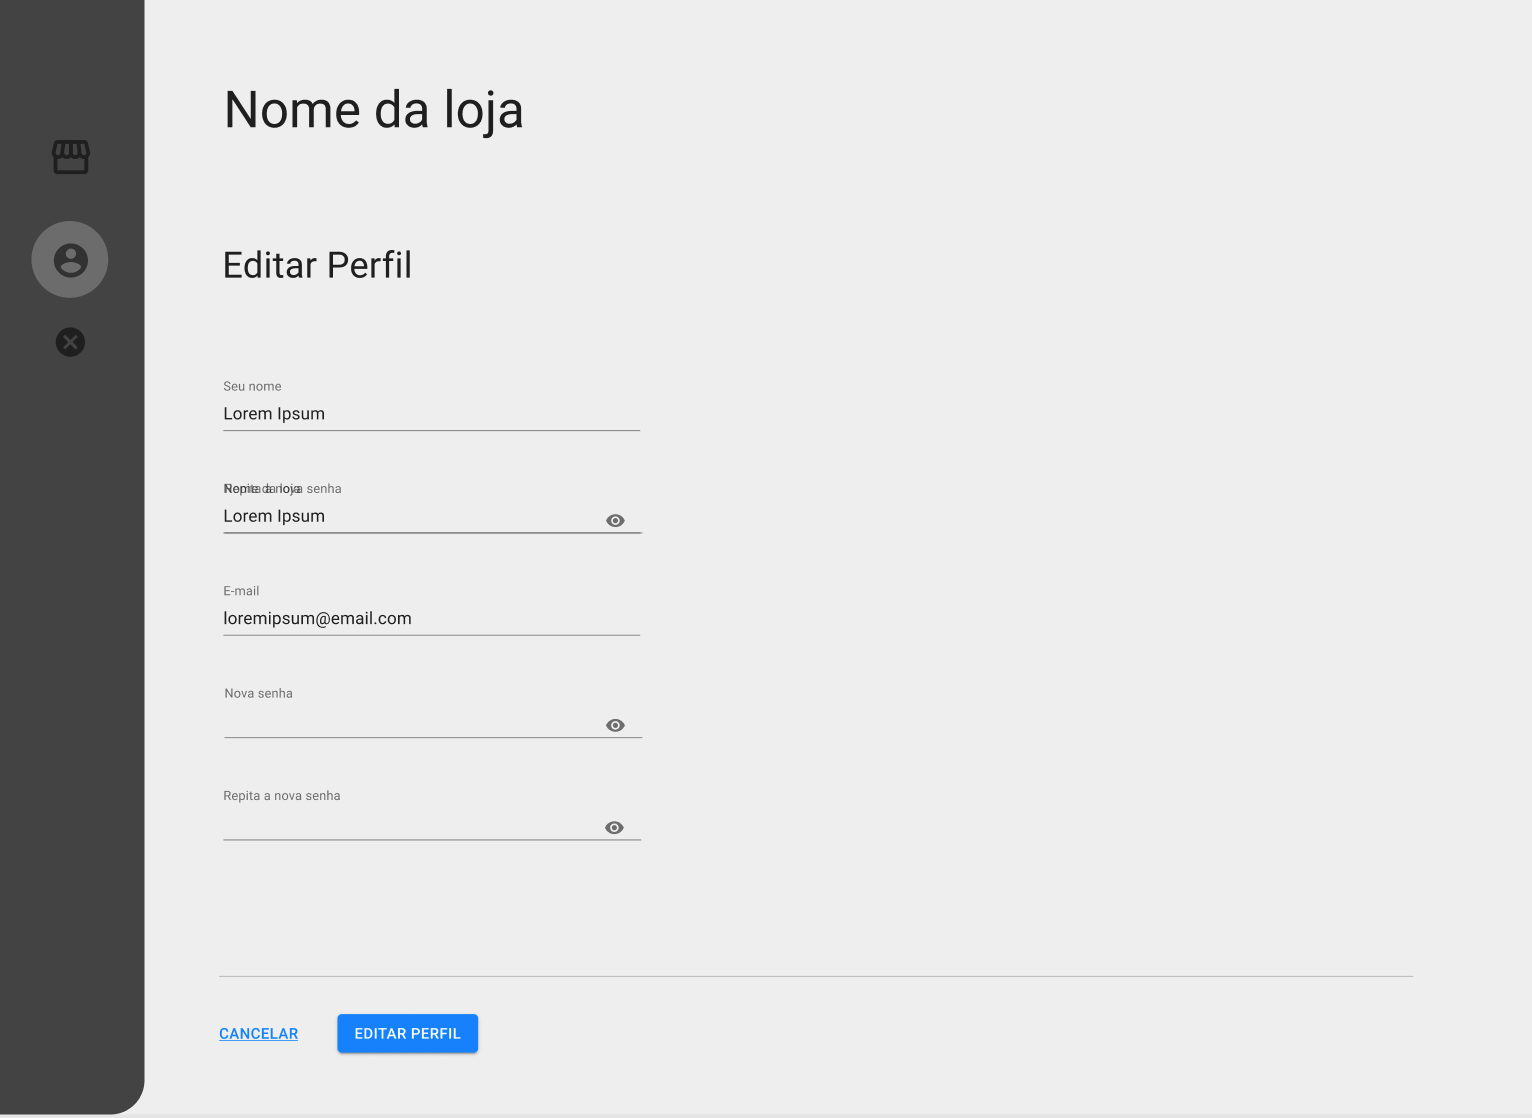 Nome da loja
Editar Perfil
Seu nome
Lorem Ipsum
Nome da loja
Repita a nova senha
Lorem Ipsum
E-mail
loremipsum@email.com
Nova senha
Repita a nova senha
CANCELAR
EDITAR PERFIL